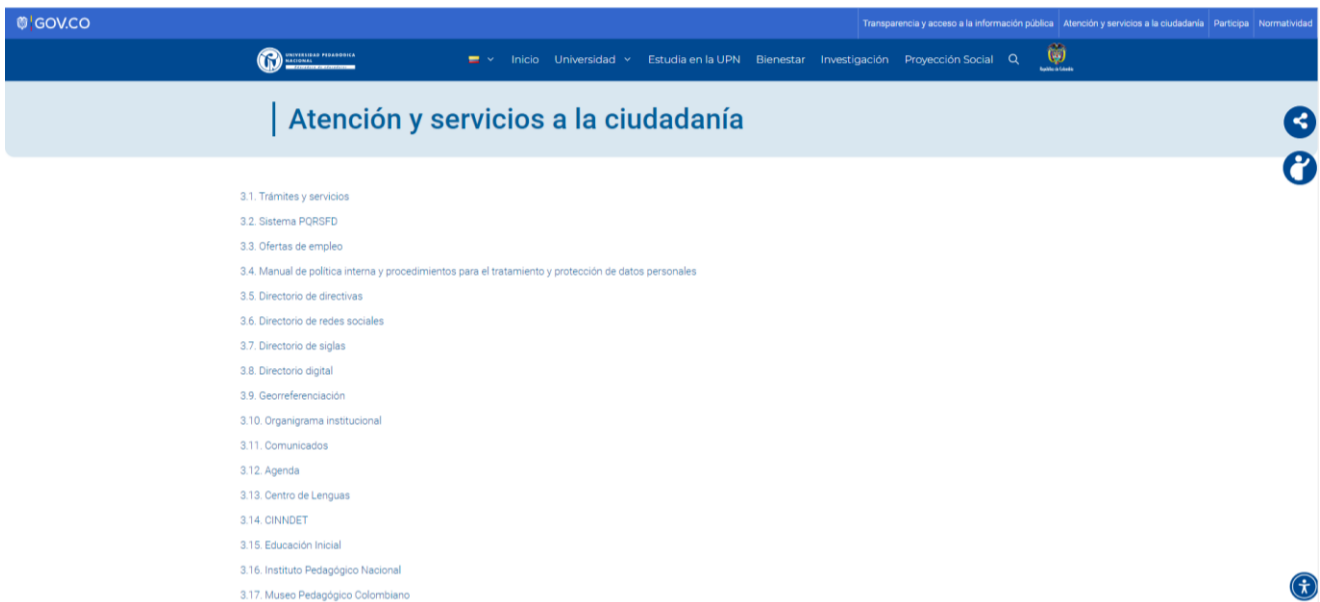 GOV.CO
Transparencia y acceso a la información pública Atención y servicios a la ciudadanía Participa Normatividad
UNIVERSIDAD PEDAGÓGICA
NACIONAL
Inicio Universidad Estudia en la UPN Bienestar Investigación Proyección Social
Atención y servicios a la ciudadanía
3.1. Trámites y servicios
3.2. Sistema PQRSFD
3.3. Ofertas de empleo
3.4. Manual de política interna y procedimientos para el tratamiento y protección de datos personales
3.5. Directorio de directivas
3.6. Directorio de redes sociales
3.7. Directorio de siglas
3.8. Directorio digital
3.9. Georreferenciación
3.10. Organigrama institucional
3.11. Comunicados
3.12. Agenda
3.13. Centro de Lenguas
3.14. CINNDET
3.15. Educación Inicial
3.16. Instituto Pedagógico Nacional
3.17. Museo Pedagógico Colombiano